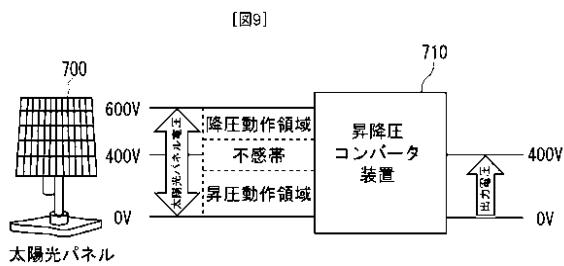 [図9]
700
710
600V
400V
0V
太陽光パネル電圧
降圧動作領域
不感帯
昇圧動作領域
昇降圧
コンバータ
装置
400V
出力電圧
0V
太陽光パネル